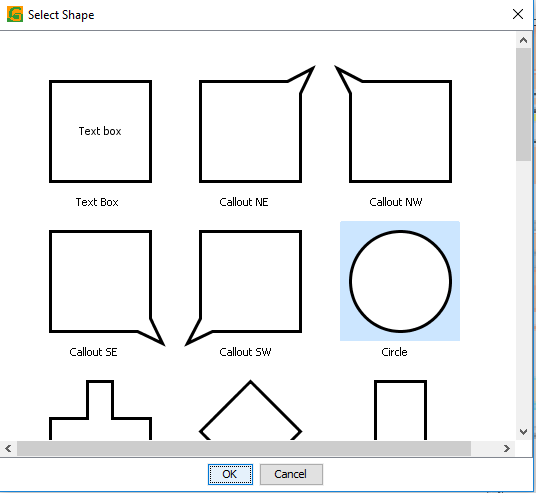 Select Shape
Text box
Text Box
Callout NE
Callout NW
Callout SE
Callout SW
Circle
OK
Cancel